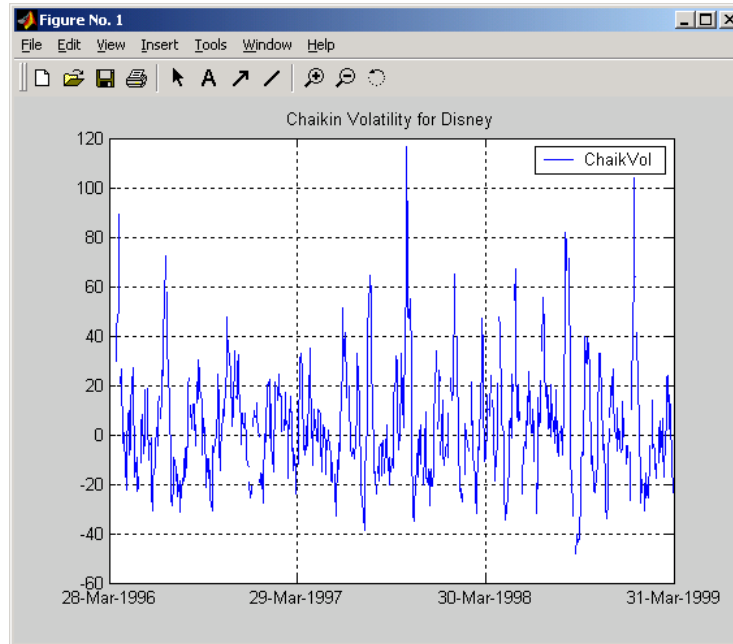 Figure No. 1
File Edit View Insert Tools Window Help
A
Chaikin Volatility for Disney
ChaikVol
120
100
80
60
40
20
0
-20
-40
-60
28-Mar-1996 29-Mar-1997 30-Mar-1998 31-Mar-1999